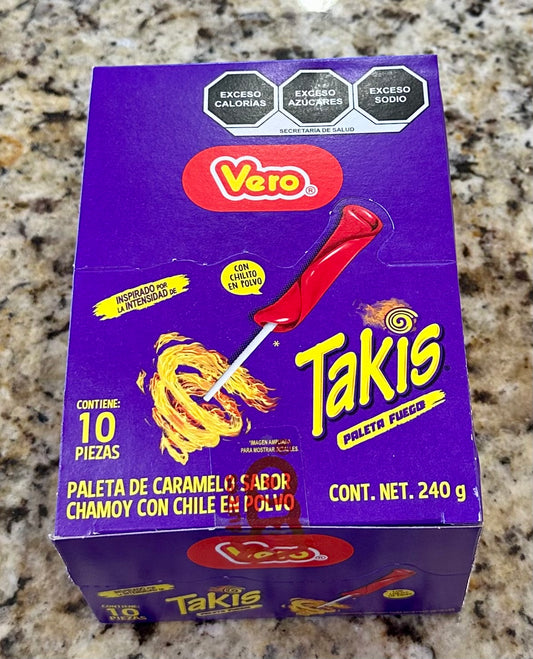 EXCESO
CALORÍAS
EXCESO
AZÚCARES
EXCESO
SODIO
SECRETARÍA DE SALUD
Vero®
CON
CHILITO
EN POLVO
INSPIRADO POR
LA INTENSIDAD DE
*
Takis®
PALETA FUEGO
CONTIENE:
10
PIEZAS
*IMAGEN AMPLIADA
PARA MOSTRAR DETALLES
PALETA DE CARAMELO SABOR
CHAMOY CON CHILE EN POLVO
CONT. NET. 240 g
Vero®
CONTIENE:
10
PIEZAS
Takis